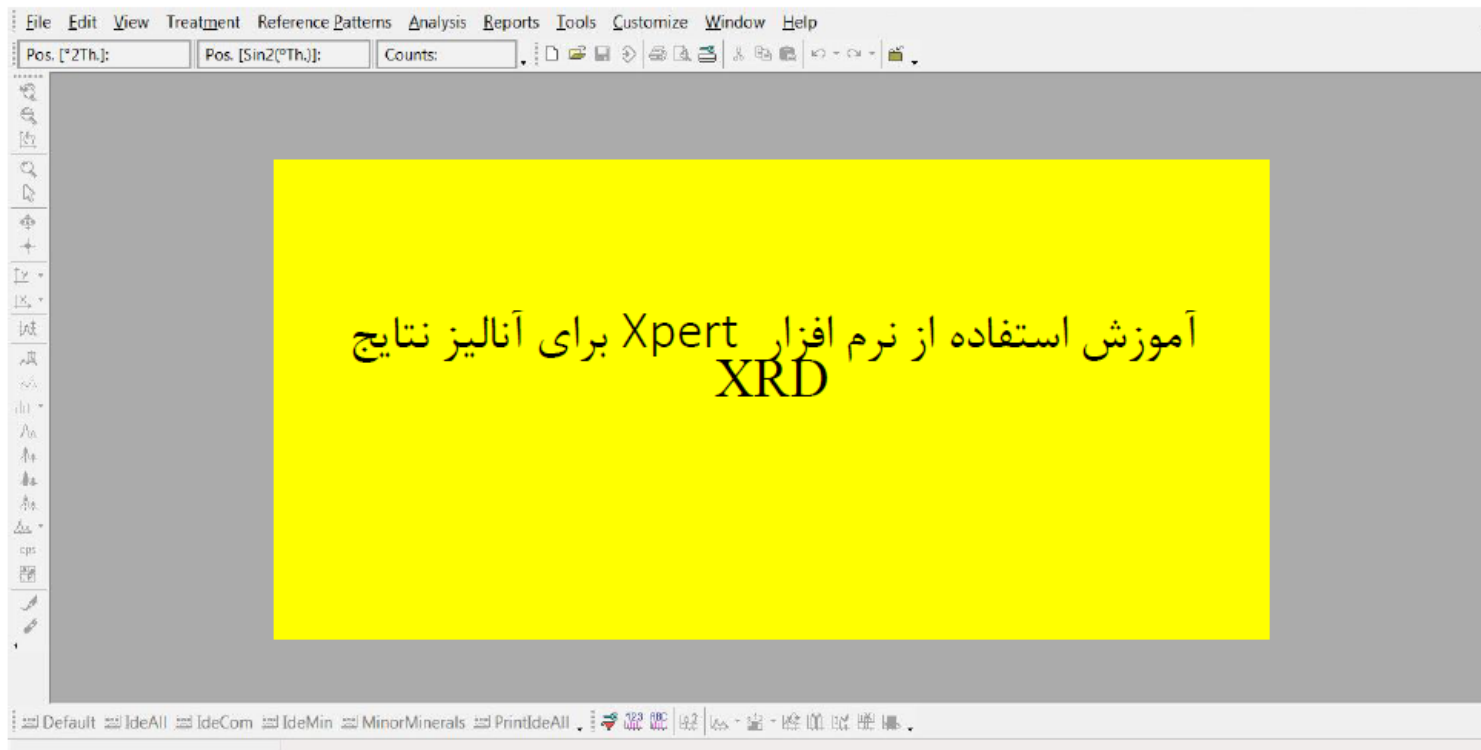 File Edit View Treatment Reference Patterns Analysis Reports Tools Customize Window Help
Pos. [°2Th.]: Pos. [Sin2(°Th.)]: Counts:
آموزش استفاده از نرم افزار Xpert برای آنالیز نتایج
XRD
cps
Default IdeAll IdeCom IdeMin MinorMinerals PrintIdeAll